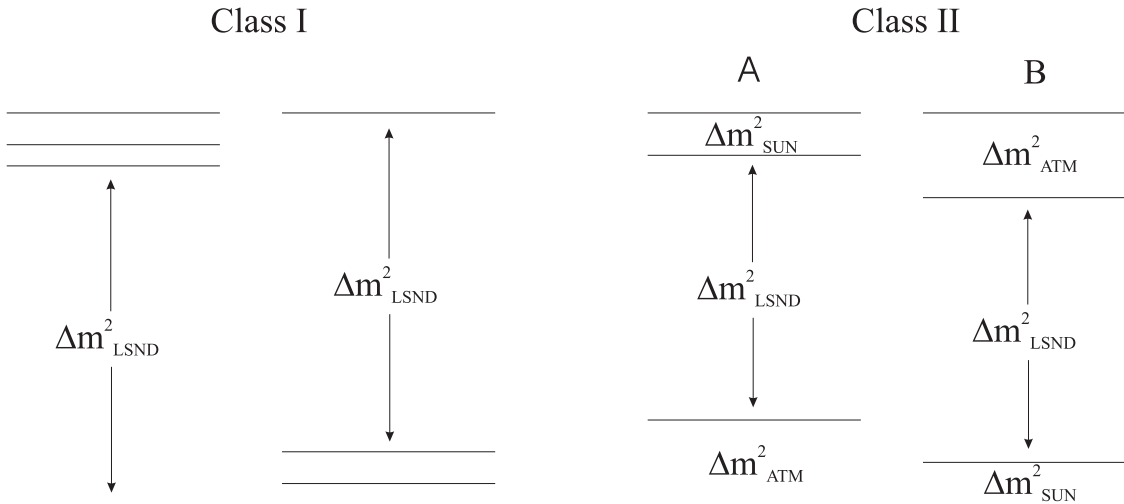 Class I
Class II
A
B
Δm²SUN
Δm²ATM
Δm²LSND
Δm²LSND
Δm²LSND
Δm²LSND
Δm²ATM
Δm²SUN